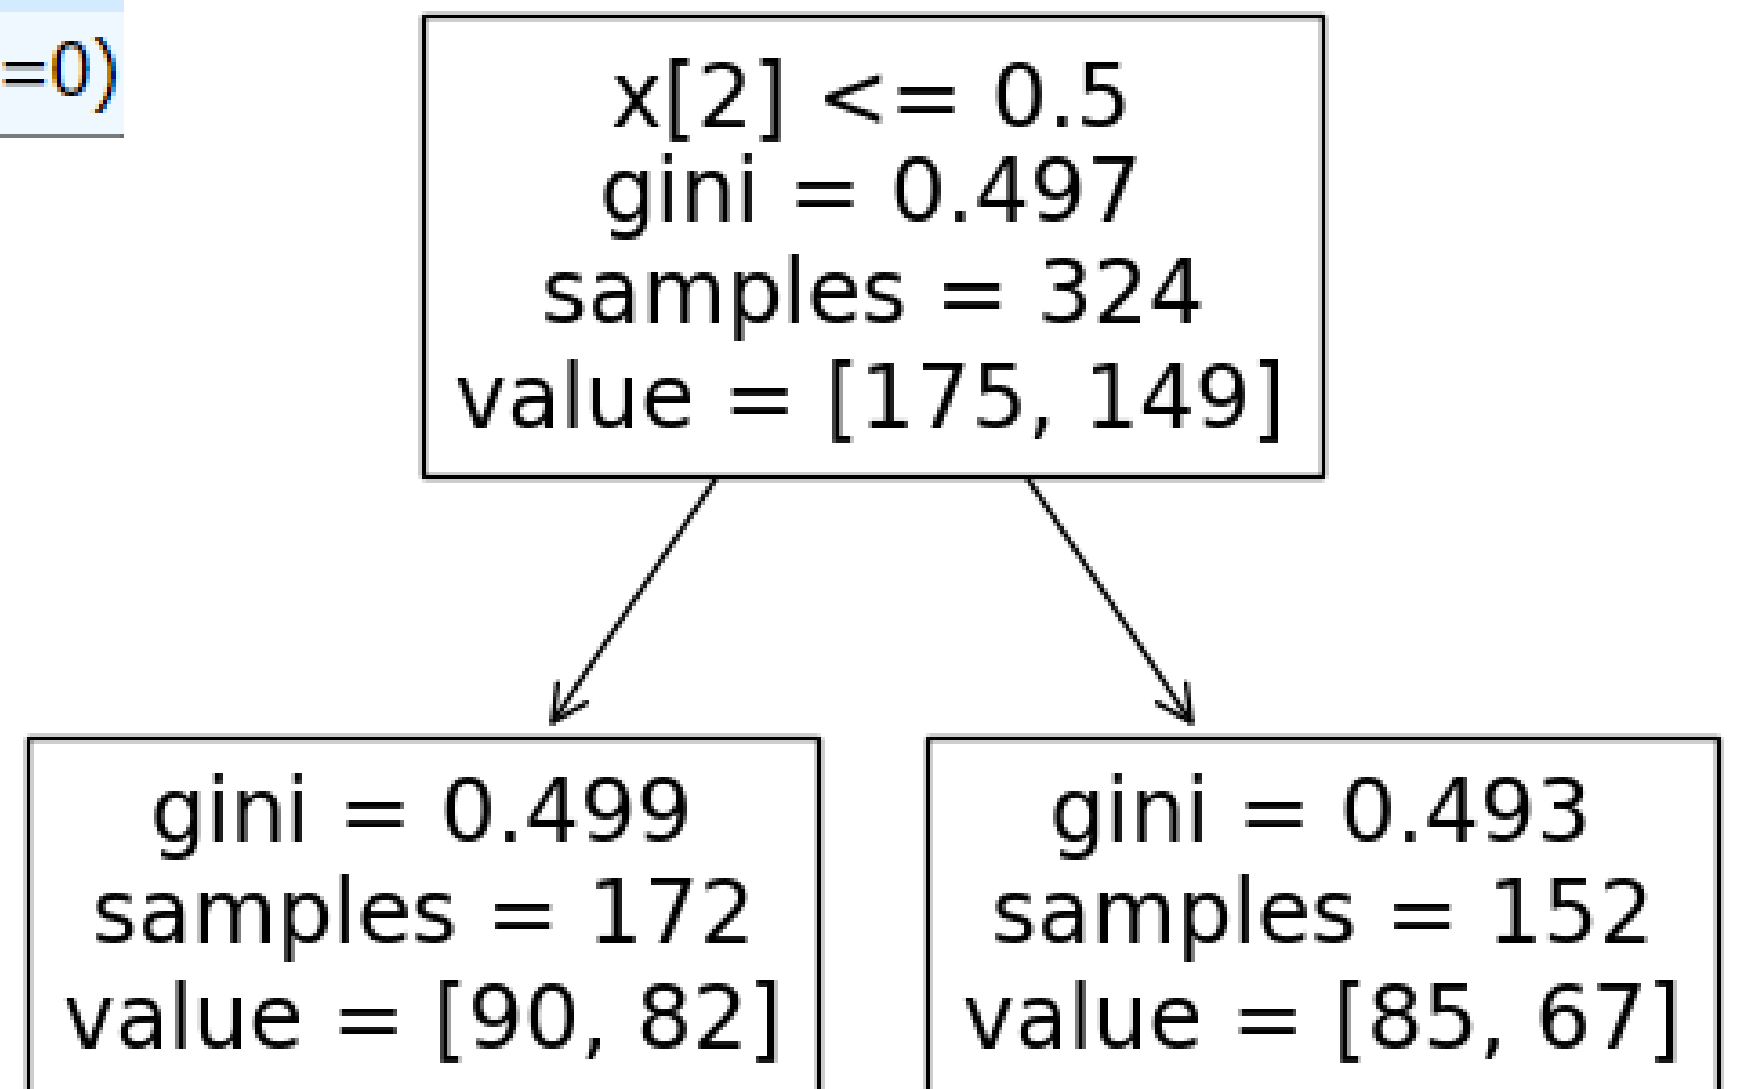 =0)
x[2] <= 0.5
gini = 0.497
samples = 324
value = [175, 149]
gini = 0.499
samples = 172
value = [90, 82]
gini = 0.493
samples = 152
value = [85, 67]